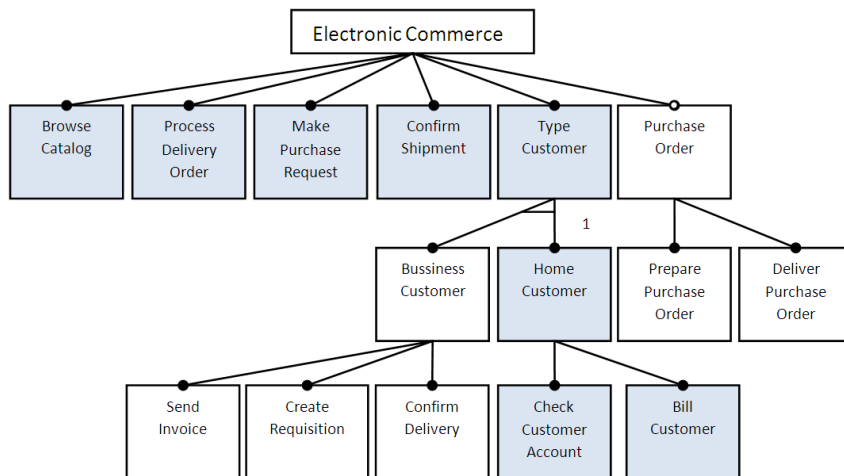 Electronic Commerce
Browse
Catalog
Process
Delivery
Order
Make
Purchase
Request
Confirm
Shipment
Type
Customer
Purchase
Order
1
Bussiness
Customer
Home
Customer
Prepare
Purchase
Order
Deliver
Purchase
Order
Send
Invoice
Create
Requisition
Confirm
Delivery
Check
Customer
Account
Bill
Customer